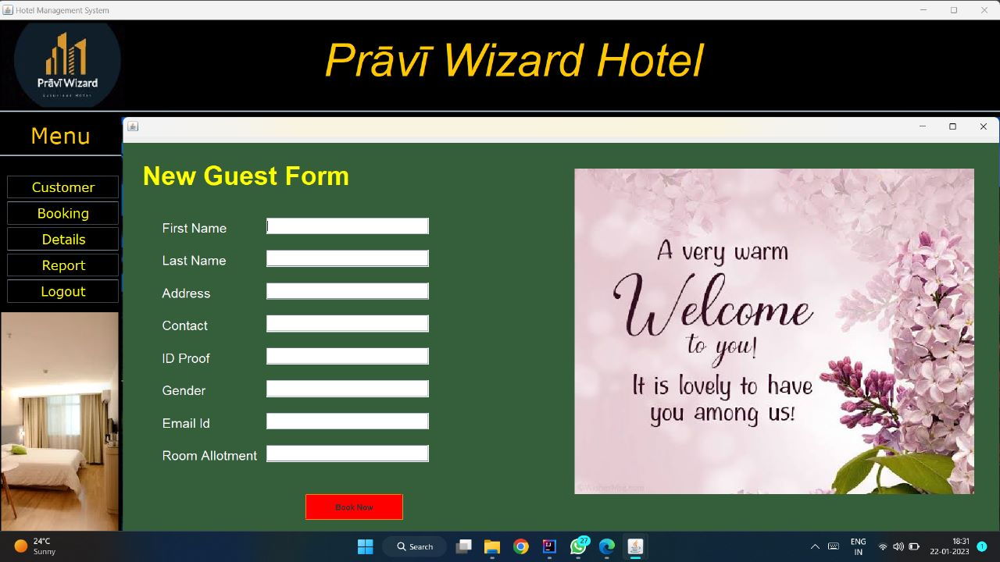 Hotel Management System
Prāvī Wizard
Prāvī Wizard Hotel
Menu
Customer
Booking
Details
Report
Logout
New Guest Form
First Name
Last Name
Address
Contact
ID Proof
Gender
Email Id
Room Allotment
Book Now
A very warm
Welcome
to you!
It is lovely to have
you among us!
24°C
Sunny
Search
27
ENG
IN
18:31
22-01-2023
1